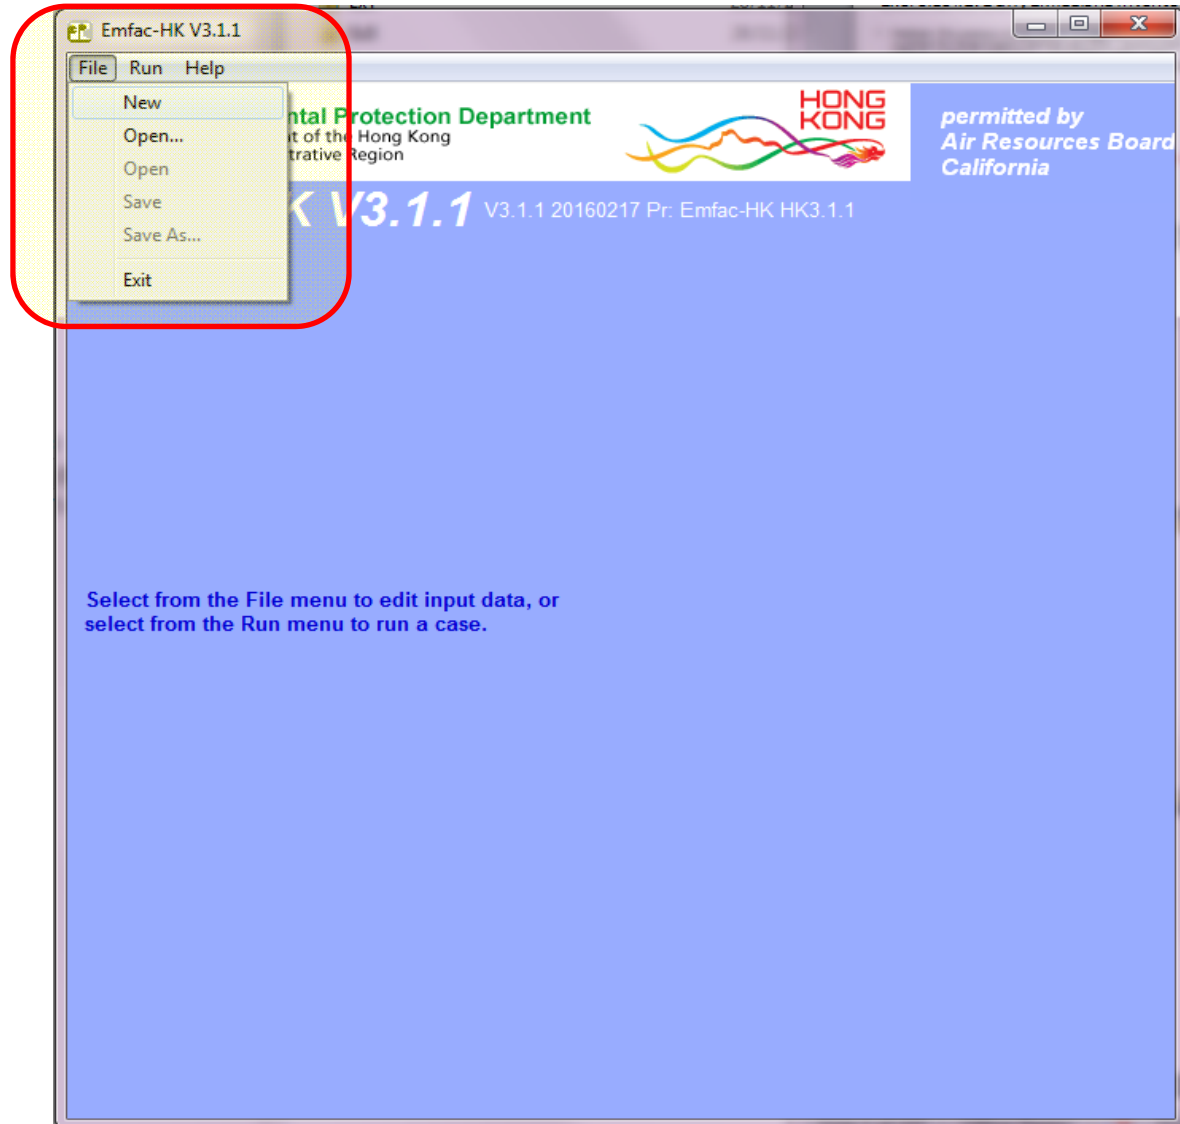 Emfac-HK V3.1.1
File Run Help
New
Open...
Open
Save
Save As...
Exit
ntal Protection Department
t of the Hong Kong
trative Region
HONG
KONG
permitted by
Air Resources Board
California
K V3.1.1 V3.1.1 20160217 Pr: Emfac-HK HK3.1.1
Select from the File menu to edit input data, or
select from the Run menu to run a case.